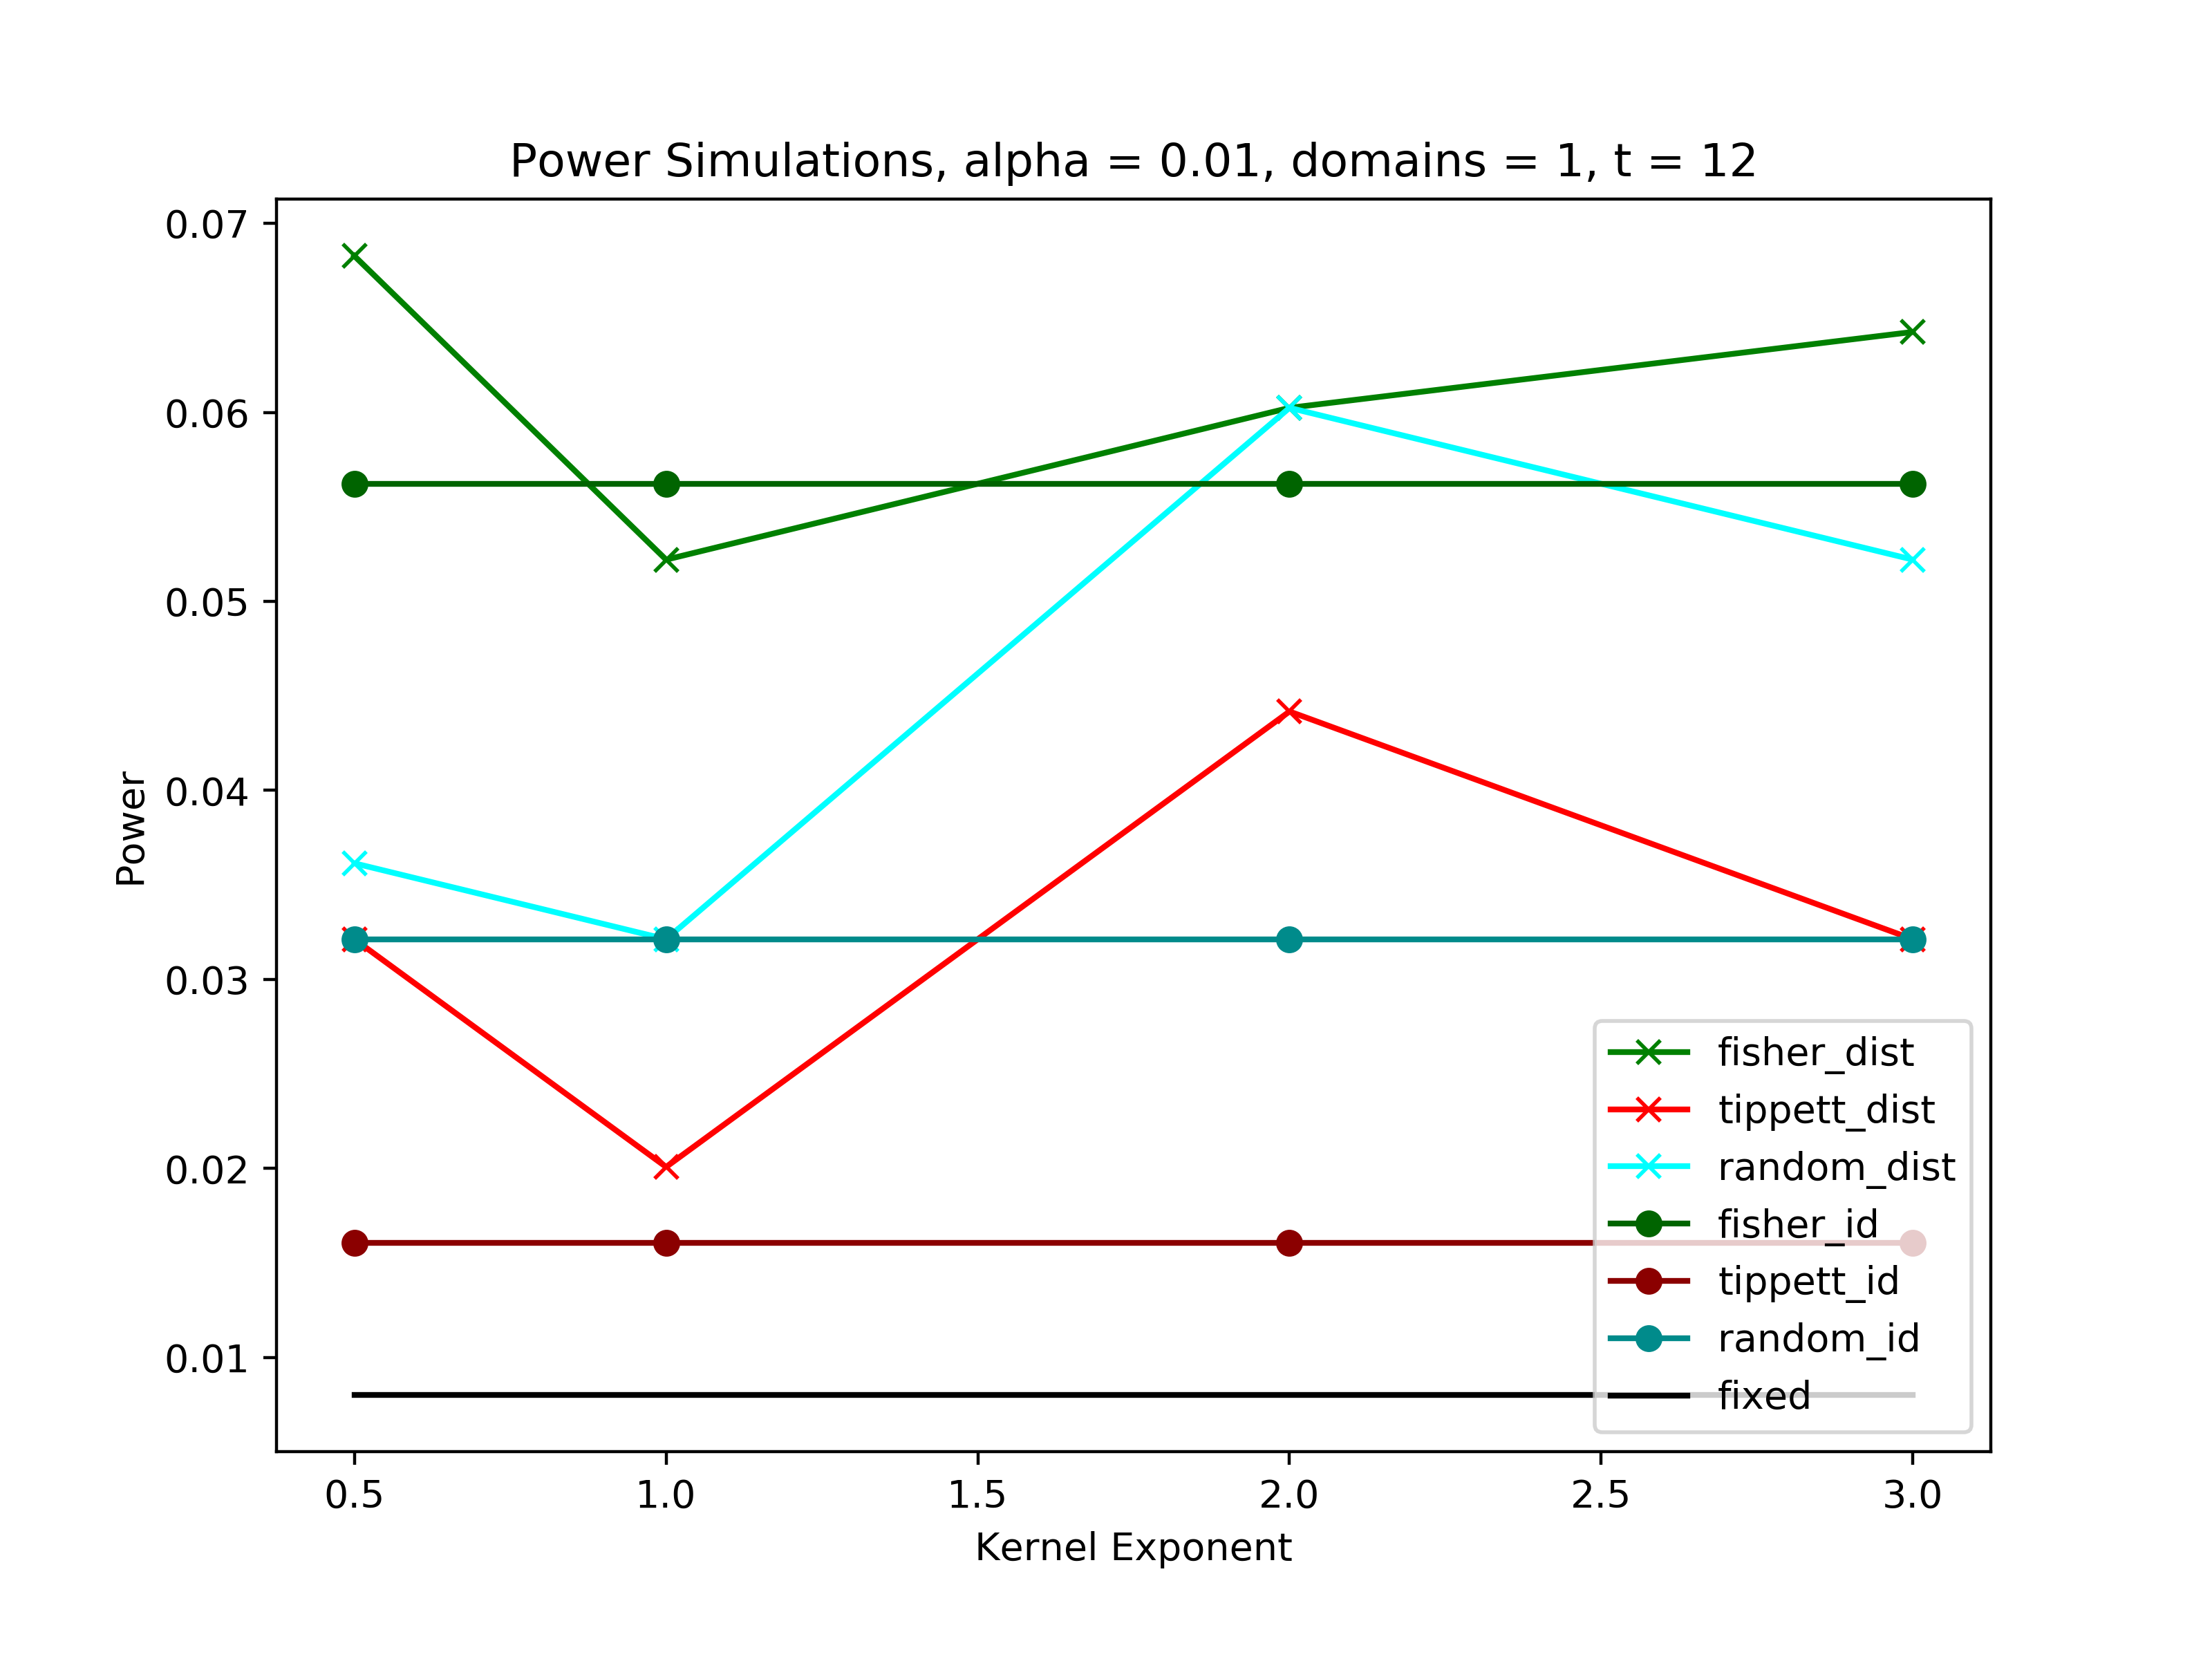 Power Simulations, alpha = 0.01, domains = 1, t = 12
0.07
0.06
0.05
0.04
0.03
0.02
0.01
Power
fisher_dist
tippett_dist
random_dist
fisher_id
tippett_id
random_id
fixed
0.5 1.0 1.5 2.0 2.5 3.0
Kernel Exponent